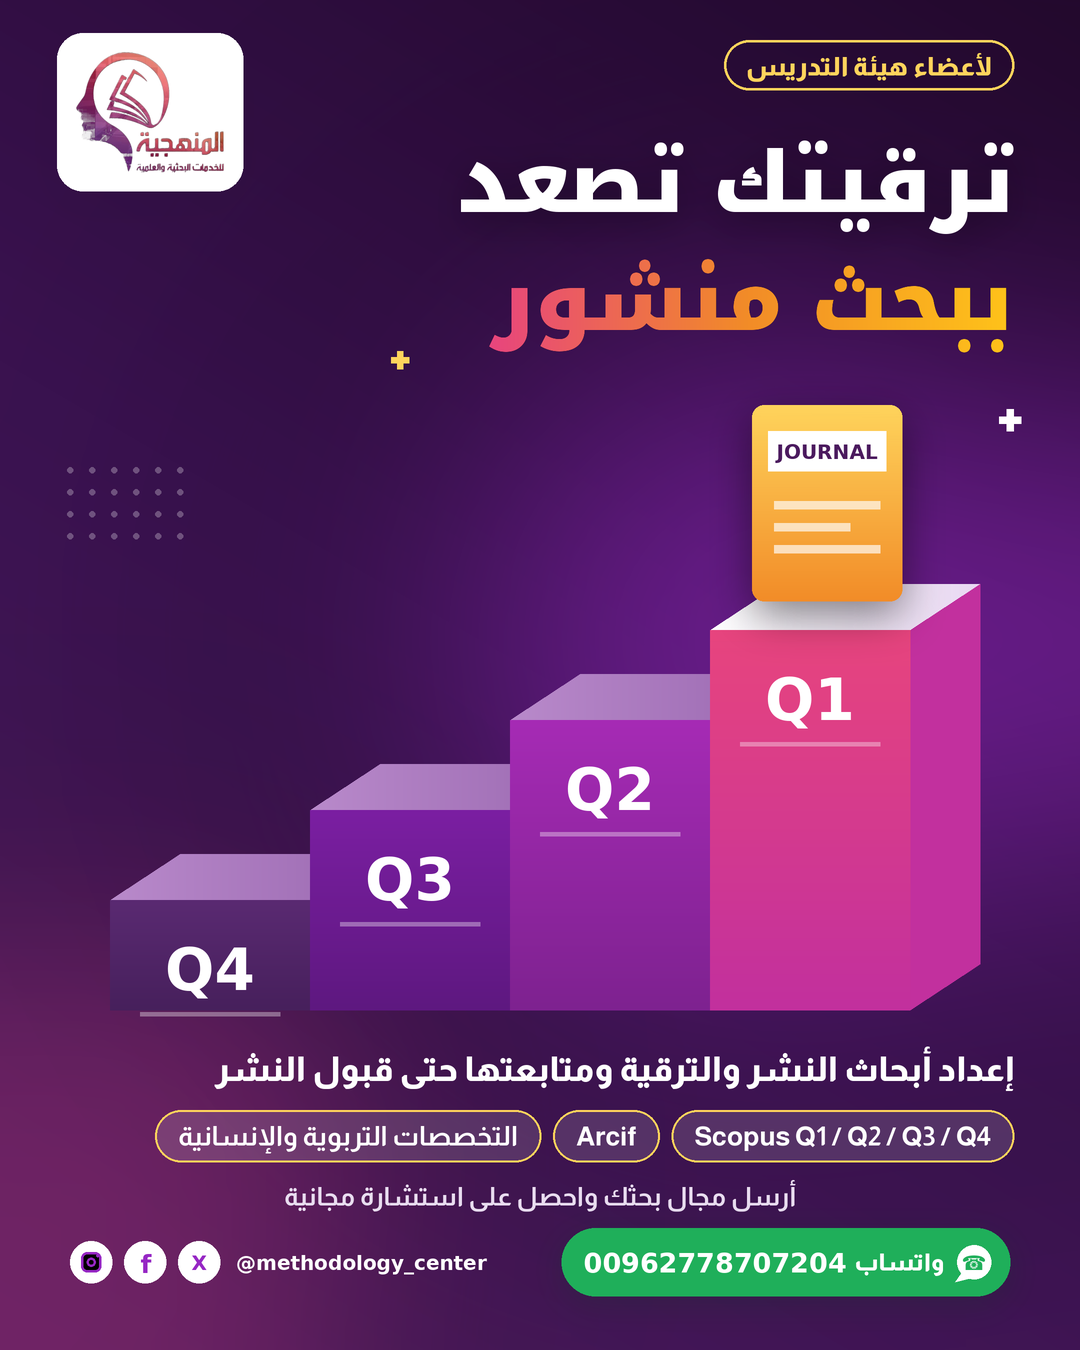 المنهجية
للخدمات البحثية والعلمية
لأعضاء هيئة التدريس
ترقيتك تصعد
ببحث منشور
JOURNAL
Q1
Q2
Q3
Q4
إعداد أبحاث النشر والترقية ومتابعتها حتى قبول النشر
Scopus Q1 / Q2 / Q3 / Q4
Arcif
التخصصات التربوية والإنسانية
أرسل مجال بحثك واحصل على استشارة مجانية
واتساب 00962778707204
@methodology_center